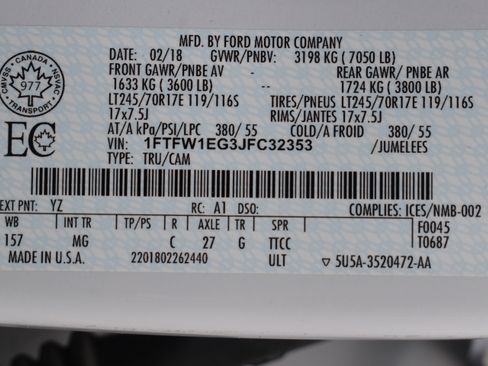 MFD. BY FORD MOTOR COMPANY
DATE: 02/18 GVWR/PNBV: 3198 KG ( 7050 LB)
FRONT GAWR/PNBE AV REAR GAWR/ PNBE AR
1633 KG ( 3600 LB) -- 1724 KG ( 3800 LB)
LT245/70R17E 119/116S TIRES/PNEUS LT245/70R17E 119/116S
17x7.5J RIMS/JANTES 17x7.5J
AT/A kPa/PSI/LPC 380/ 55 COLD/A FROID 380/ 55
VIN: 1FTFW1EG3JFC32353 /JUMELEES
TYPE: TRU/CAM
CANADA
CMVSS NSVAC
977
TRANSPORT
EC
EXT PNT: YZ RC: A1 DSO: COMPLIES: ICES/NMB-002
WB INT TR TP/PS R AXLE TR SPR F0045
157 MG C 27 G TTCC T0687
MADE IN U.S.A. 2201802262440 ULT 5U5A-3520472-AA